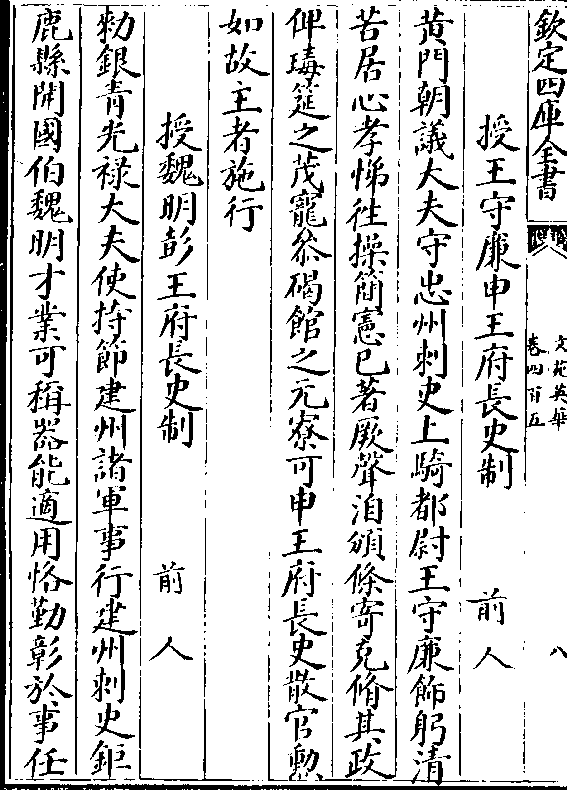 欽定四庫全書
文苑英華
卷四百五
八
授王守廉申王府長史制　前人
黄門朝議大夫守忠州刺史上騎都尉王守廉飾躬清
苦居心孝悌往操簡憲已著厥聲洎頒條寄克脩其政
俾瑇筵之茂寵叅碣館之元寮可申王府長史散官勲
如故主者施行
授魏明彭王府長史制　前人
勅銀青光禄大夫使持節建州諸軍事行建州刺史鉅
鹿縣開國伯魏明才業可稱器能適用恪勤彰於事任